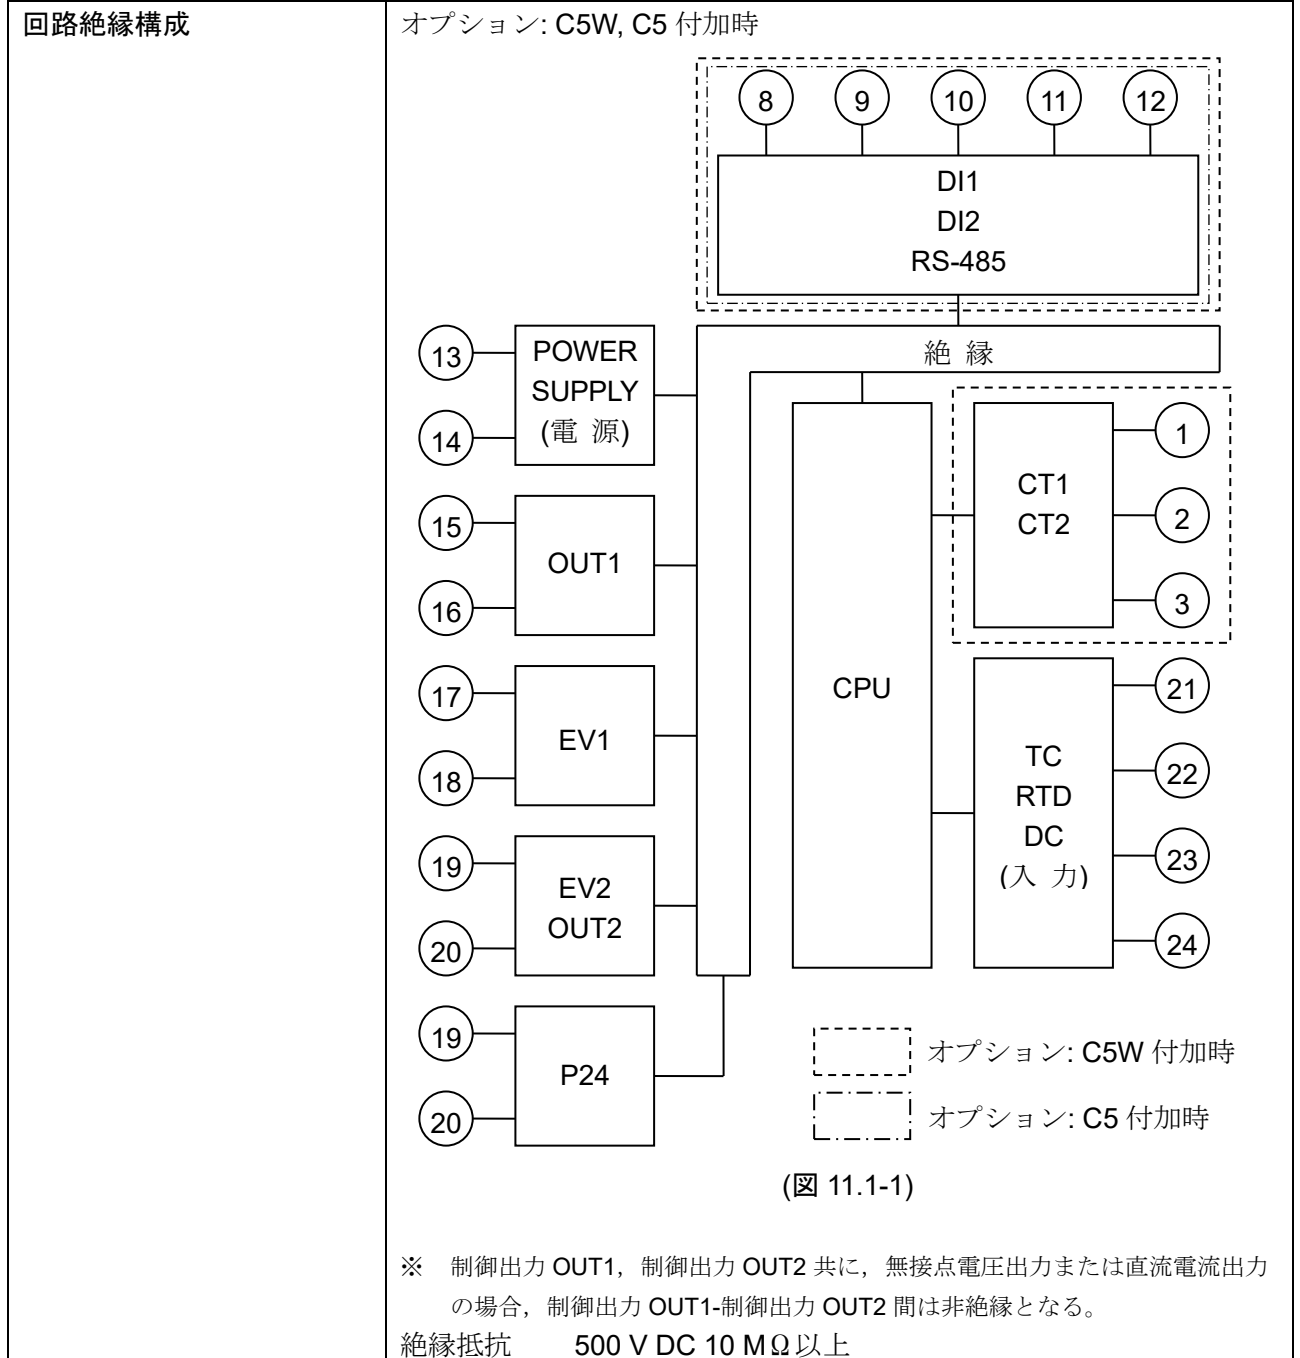 回路絶縁構成
オプション: C5W, C5 付加時
8 9 10 11 12
DI1
DI2
RS-485
絶 縁
13
14
POWER
SUPPLY
(電 源)
15
16
OUT1
17
18
EV1
19
20
EV2
OUT2
19
20
P24
CPU
CT1
CT2
1
2
3
TC
RTD
DC
(入 力)
21
22
23
24
オプション: C5W 付加時
オプション: C5 付加時
(図 11.1-1)
※ 制御出力 OUT1，制御出力 OUT2 共に，無接点電圧出力または直流電流出力
の場合，制御出力 OUT1-制御出力 OUT2 間は非絶縁となる。
絶縁抵抗 500 V DC 10 MΩ以上